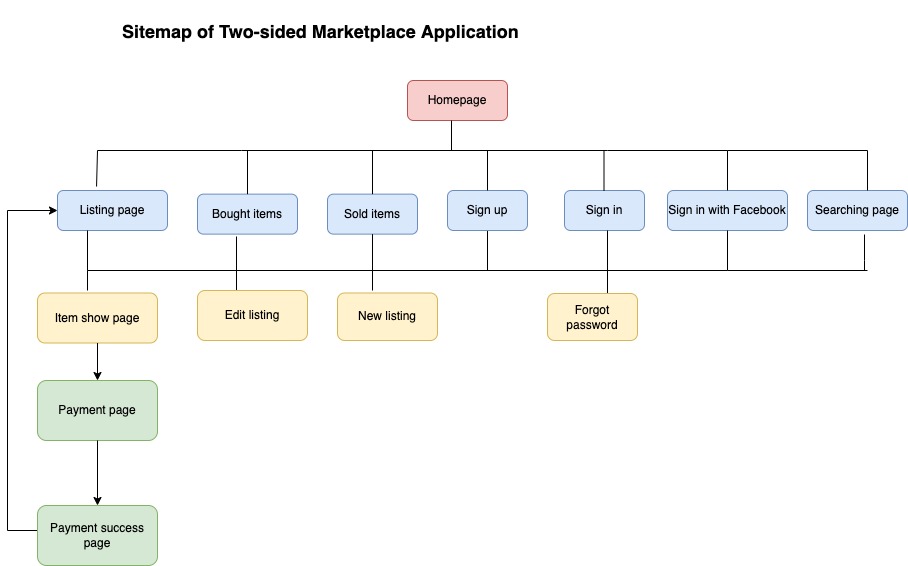 Sitemap of Two-sided Marketplace Application
Homepage
Listing page
Bought items
Sold items
Sign up
Sign in
Sign in with Facebook
Searching page
Item show page
Edit listing
New listing
Forgot
password
Payment page
Payment success
page